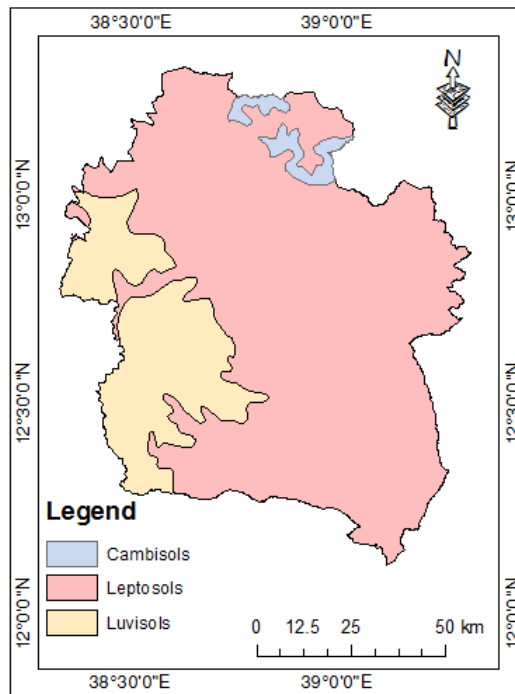 38°30'0"E 39°0'0"E
N
13°0'0"N 13°0'0"N
12°30'0"N 12°30'0"N
Legend
Cambisols
Leptosols
Luvisols
12°0'0"N 12°0'0"N
0 12.5 25 50 km
38°30'0"E 39°0'0"E